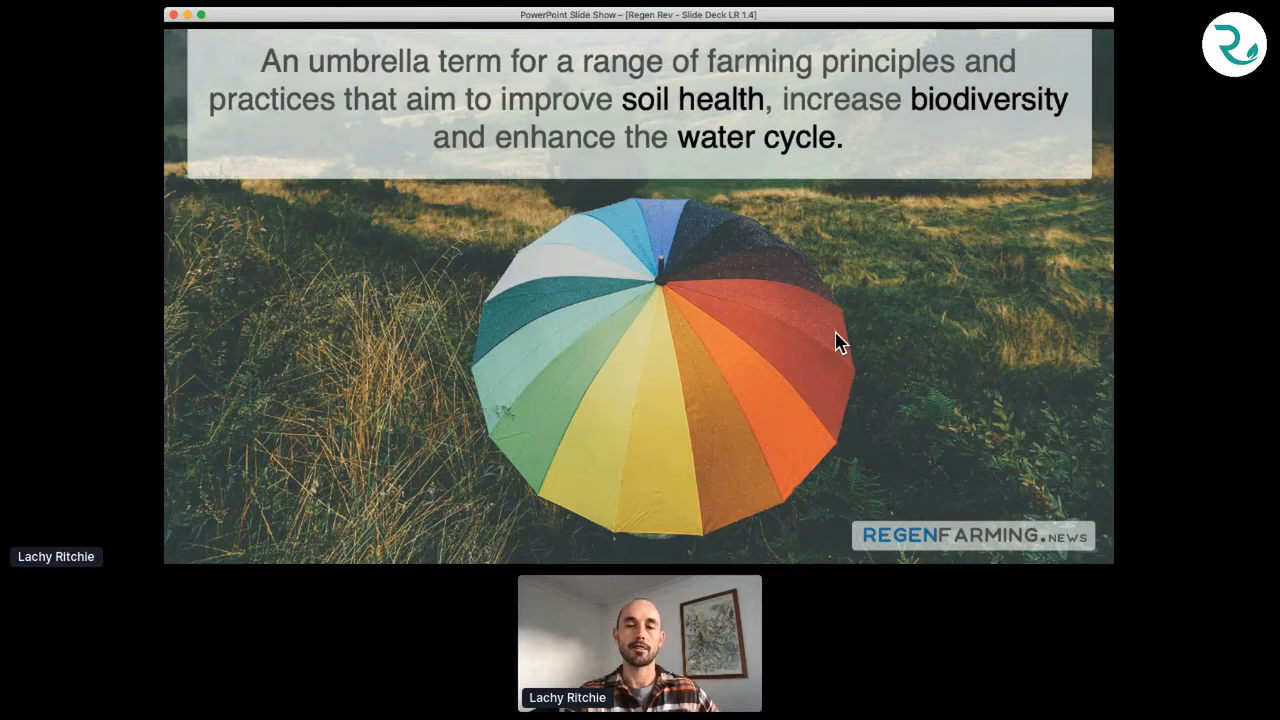 PowerPoint Slide Show – [Regen Rev - Slide Deck LR 1.4]
An umbrella term for a range of farming principles and
practices that aim to improve soil health, increase biodiversity
and enhance the water cycle.
REGENFARMING.NEWS
Lachy Ritchie
Lachy Ritchie